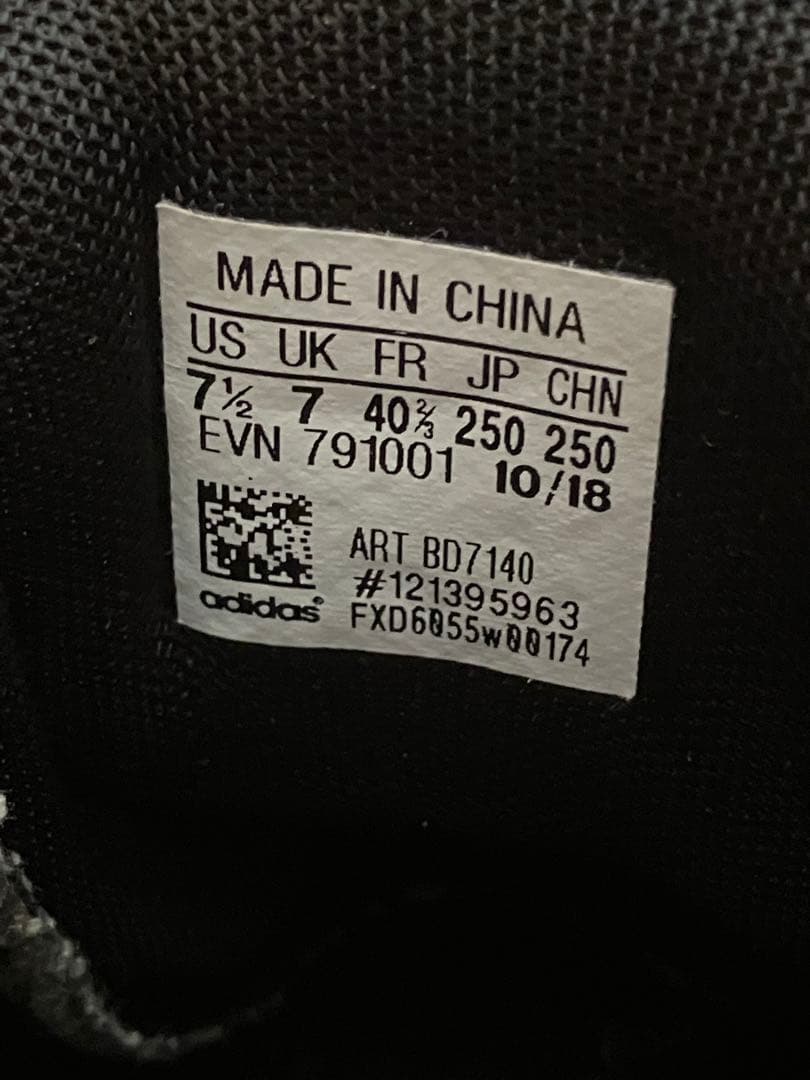 MADE IN CHINA
US UK FR JP CHN
7½ 7 40⅔ 250 250
EVN 791001 10/18
ART BD7140
#121395963
adidas® FXD6055w00174